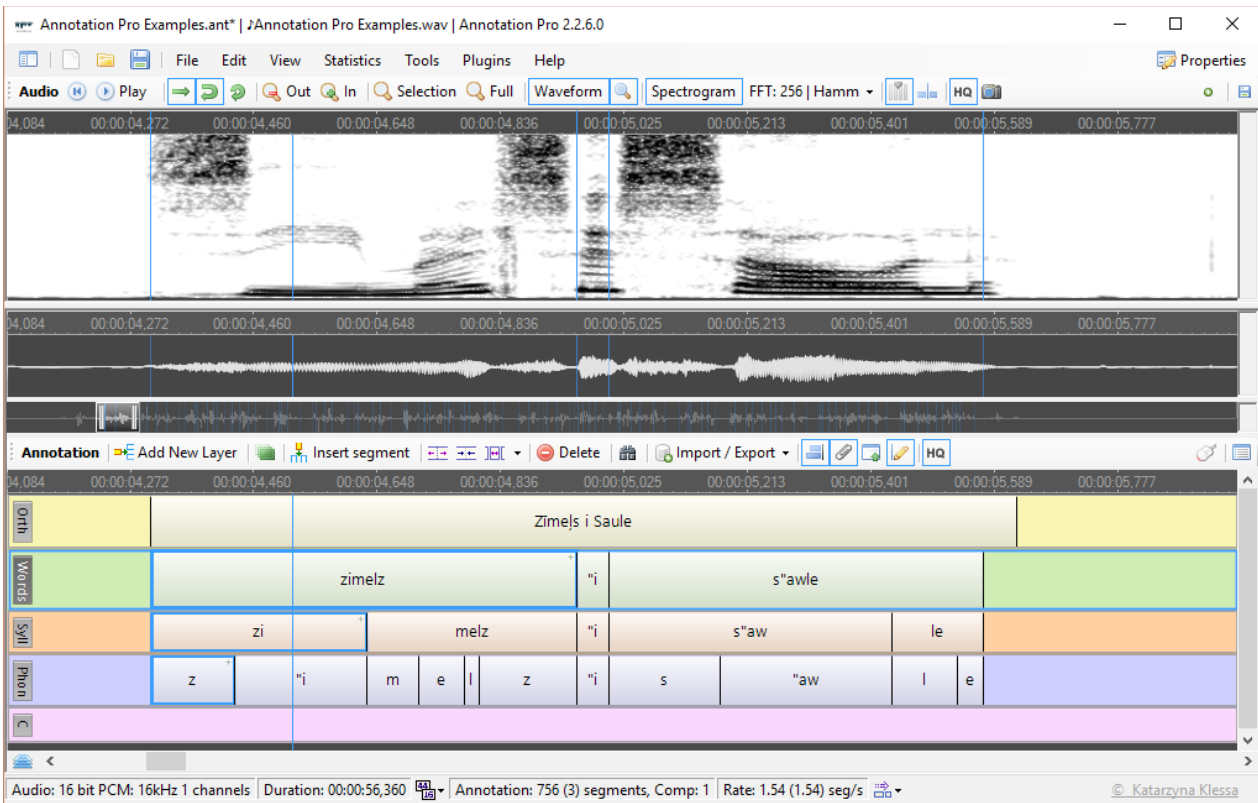 Annotation Pro Examples.ant* | ♪Annotation Pro Examples.wav | Annotation Pro 2.2.6.0
File Edit View Statistics Tools Plugins Help Properties
Audio Play Out In Selection Full Waveform Spectrogram FFT: 256 | Hamm HQ
04,084 00:00:04,272 00:00:04,460 00:00:04,648 00:00:04,836 00:00:05,025 00:00:05,213 00:00:05,401 00:00:05,589 00:00:05,777
04,084 00:00:04,272 00:00:04,460 00:00:04,648 00:00:04,836 00:00:05,025 00:00:05,213 00:00:05,401 00:00:05,589 00:00:05,777
Annotation Add New Layer Insert segment Delete Import / Export HQ
04,084 00:00:04,272 00:00:04,460 00:00:04,648 00:00:04,836 00:00:05,025 00:00:05,213 00:00:05,401 00:00:05,589 00:00:05,777
Orth Zīmeļs i Saule
Words zimelz "i s"awle
Syll zi melz "i s"aw le
Phon z "i m e l z "i s "aw l e
C
Audio: 16 bit PCM: 16kHz 1 channels Duration: 00:00:56,360 44 16 Annotation: 756 (3) segments, Comp: 1 Rate: 1.54 (1.54) seg/s © Katarzyna Klessa